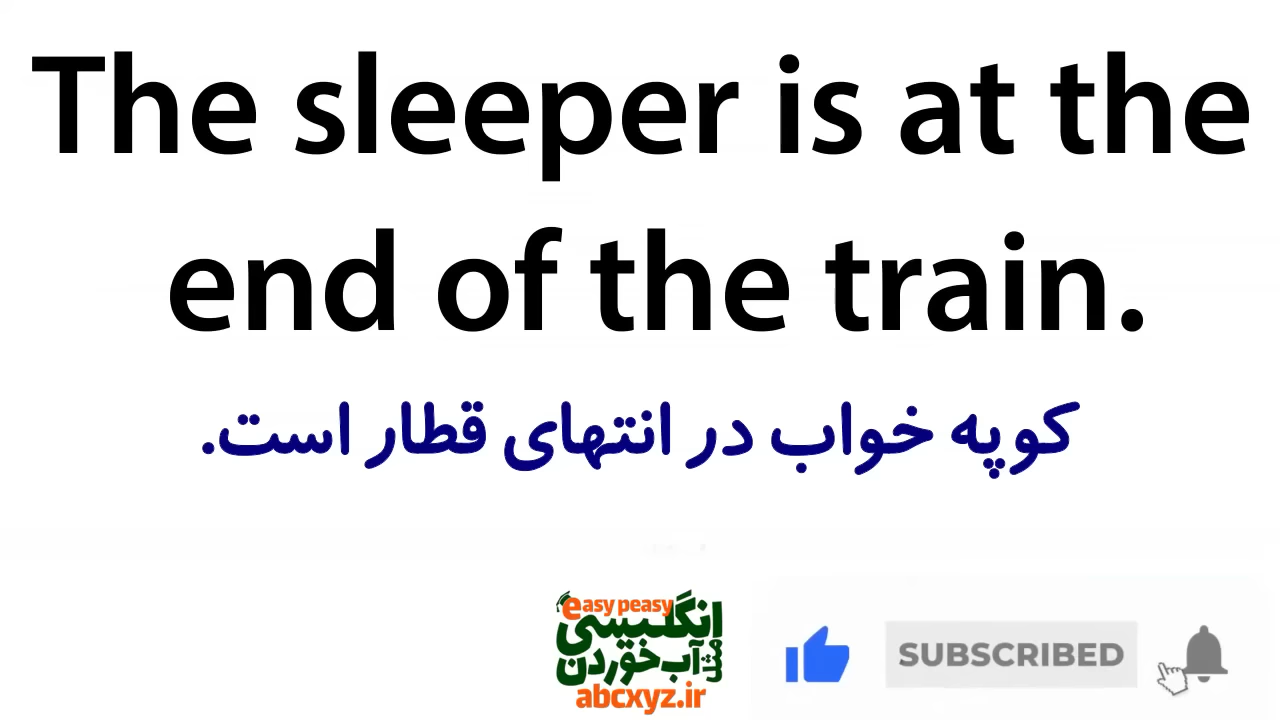 The sleeper is at the
end of the train.
کوپه خواب در انتهای قطار است.
easy peasy
انگلیسی
مثل آب خوردن
abcxyz.ir
SUBSCRIBED